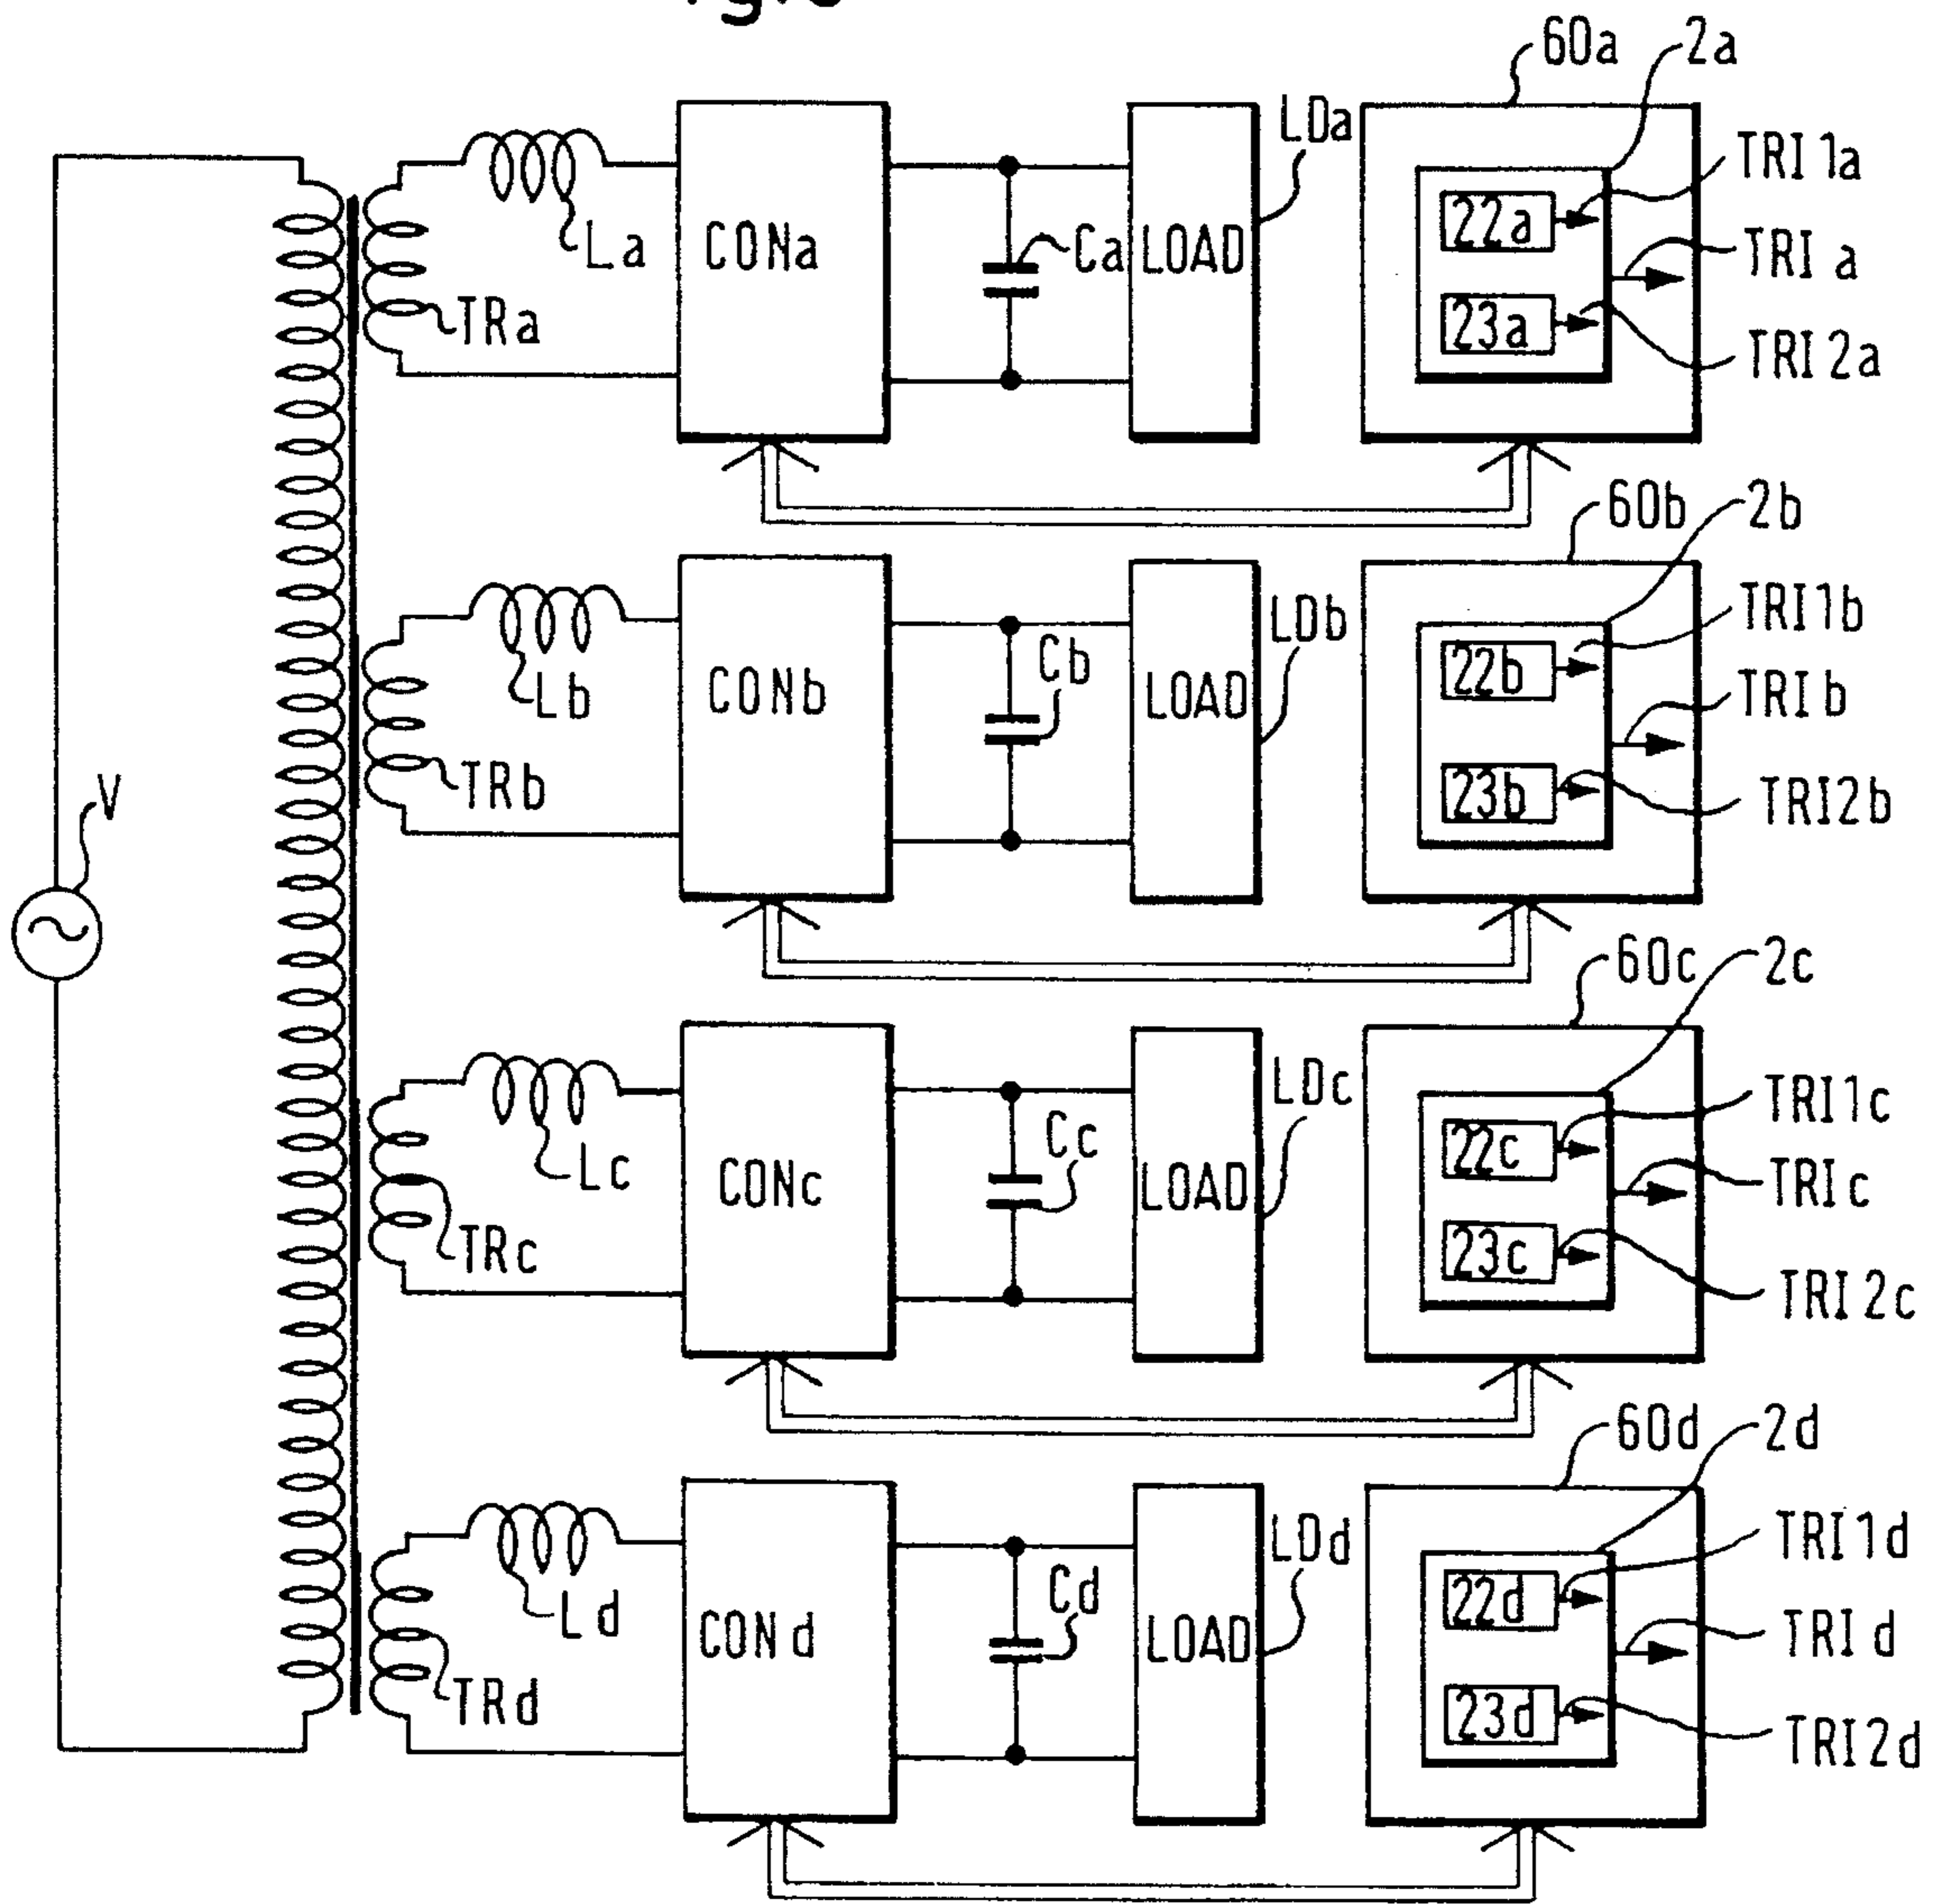 60a 2a
LDa
TRI 1a
La CONa Ca LOAD 22a TRI a
TRa 23a TRI 2a
60b 2b
LDb TRI1b
Lb CONb Cb LOAD 22b TRI b
TRb 23b TRI2b
V
60c 2c
LDc TRI1c
Lc CONc Cc LOAD 22c TRIc
TRc 23c TRI 2c
60d 2d
LDd TRI 1d
Ld CONd Cd LOAD 22d TRI d
TRd 23d TRI2d